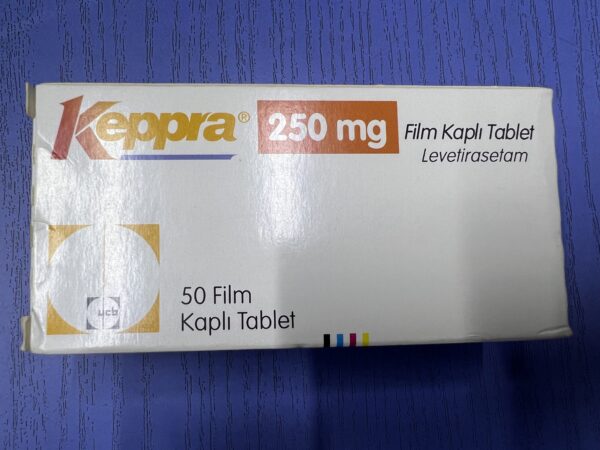 Keppra® 250 mg Film Kaplı Tablet
Levetirasetam
50 Film
Kaplı Tablet
ucb